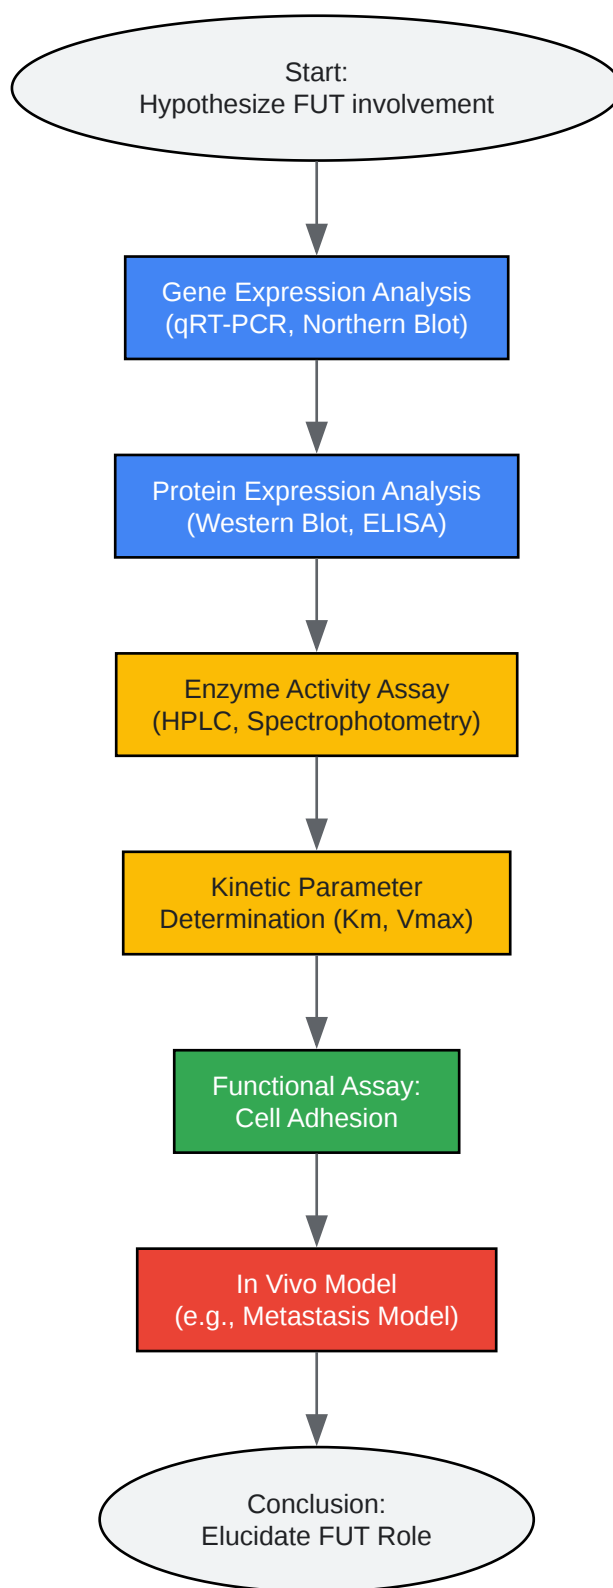 Start:
Hypothesize FUT involvement
Gene Expression Analysis
(qRT-PCR, Northern Blot)
Protein Expression Analysis
(Western Blot, ELISA)
Enzyme Activity Assay
(HPLC, Spectrophotometry)
Kinetic Parameter
Determination (Km, Vmax)
Functional Assay:
Cell Adhesion
In Vivo Model
(e.g., Metastasis Model)
Conclusion:
Elucidate FUT Role